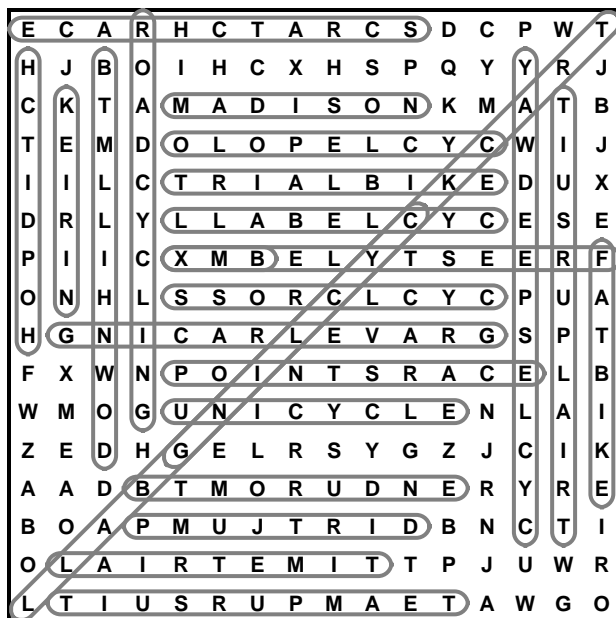 E C A R H C T A R C S D C P W T
H J B O I H C X H S P Q Y Y R J
C K T A M A D I S O N K M A T B
T E M D O L O P E L C Y C W I J
I I L C T R I A L B I K E D U X
D R L Y L L A B E L C Y C E S E
P I I C X M B E L Y T S E E R F
O N H L S S O R C L C Y C P U A
H G N I C A R L E V A R G S P T
F X W N P O I N T S R A C E L B
W M O G U N I C Y C L E N L A I
Z E D H G E L R S Y G Z J C I K
A A D B T M O R U D N E R Y R E
B O A P M U J T R I D B N C T I
O L A I R T E M I T T P J U W R
L T I U S R U P M A E T A W G O